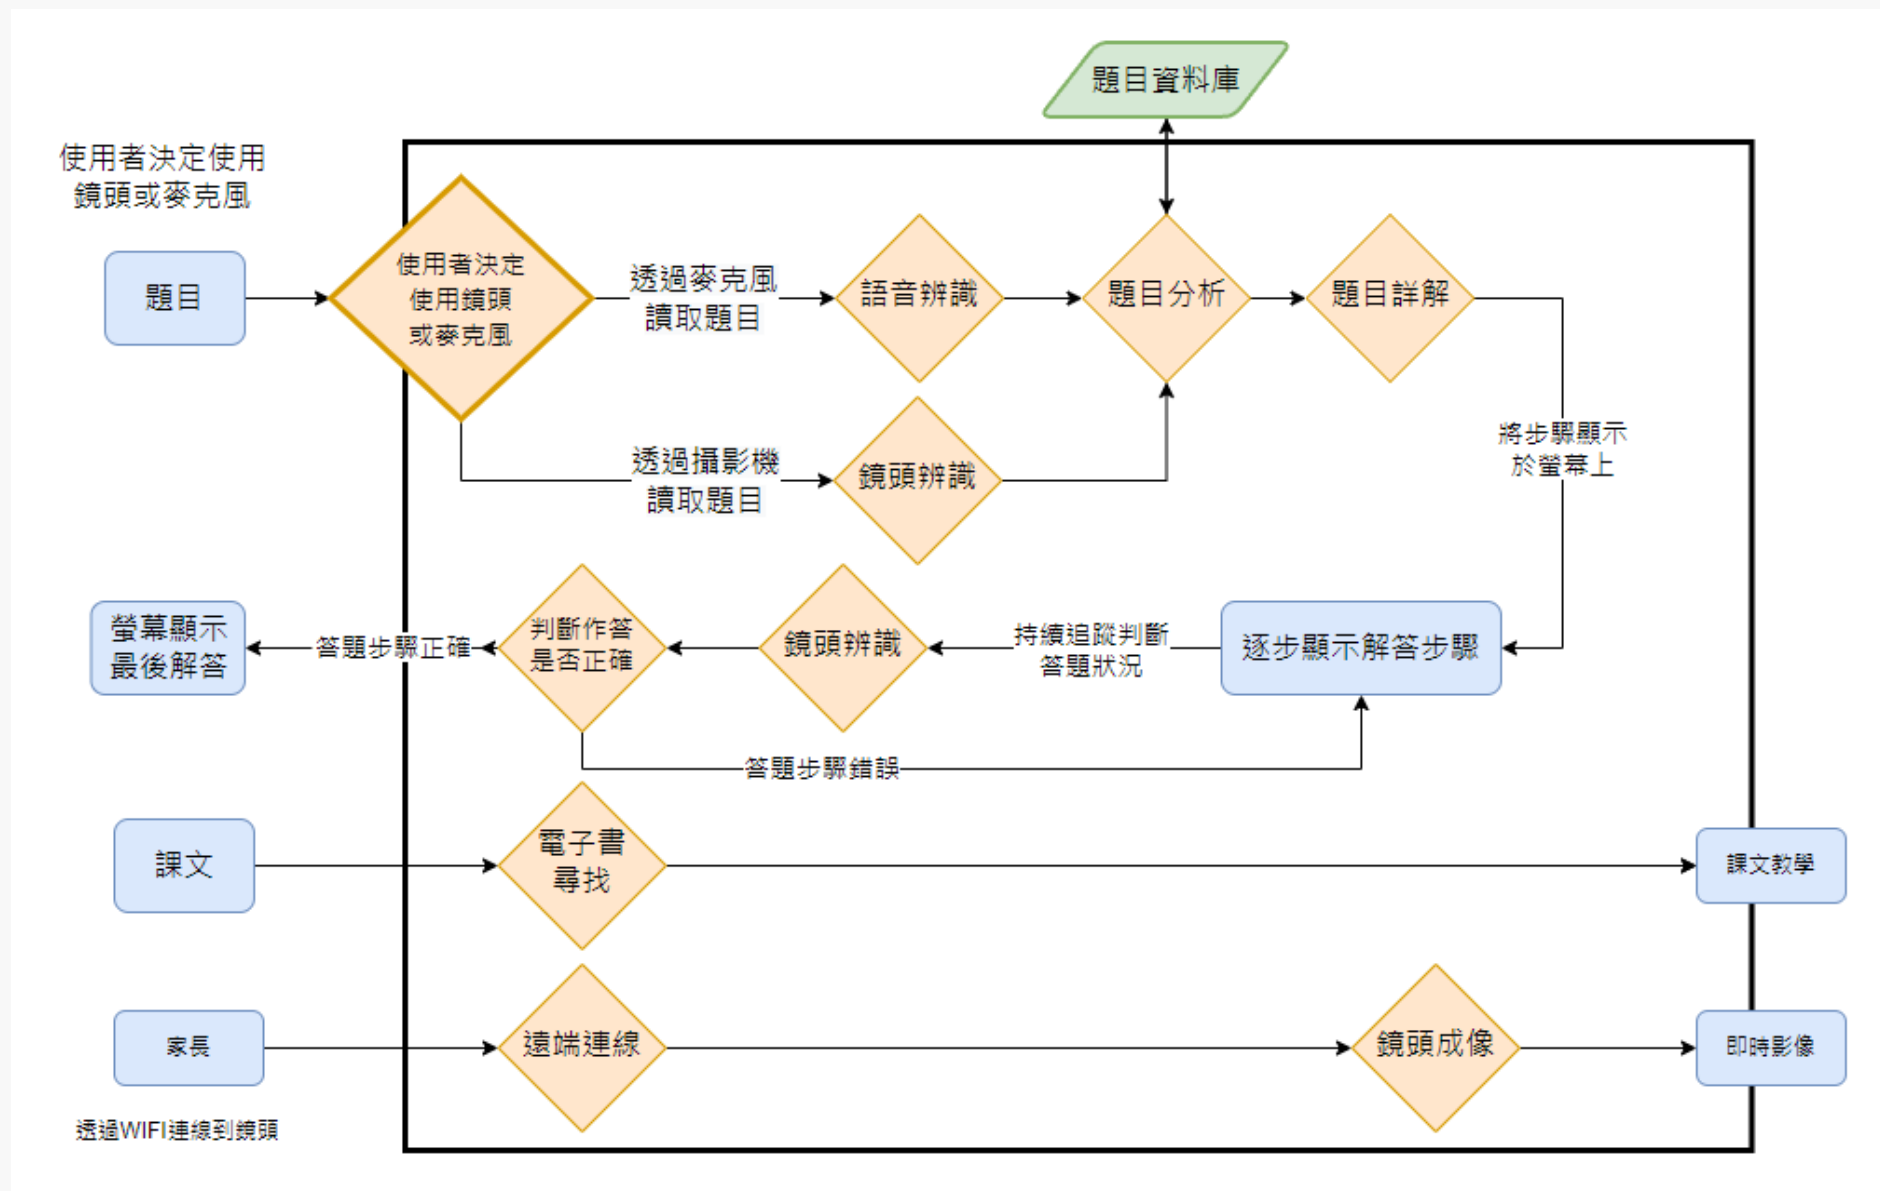 題目資料庫
使用者決定使用
鏡頭或麥克風
題目
使用者決定
使用鏡頭
或麥克風
透過麥克風
讀取題目
語音辨識
題目分析
題目詳解
透過攝影機
讀取題目
鏡頭辨識
將步驟顯示
於螢幕上
螢幕顯示
最後解答
答題步驟正確
判斷作答
是否正確
鏡頭辨識
持續追蹤判斷
答題狀況
逐步顯示解答步驟
答題步驟錯誤
課文
電子書
尋找
課文教學
家長
遠端連線
鏡頭成像
即時影像
透過WIFI連線到鏡頭